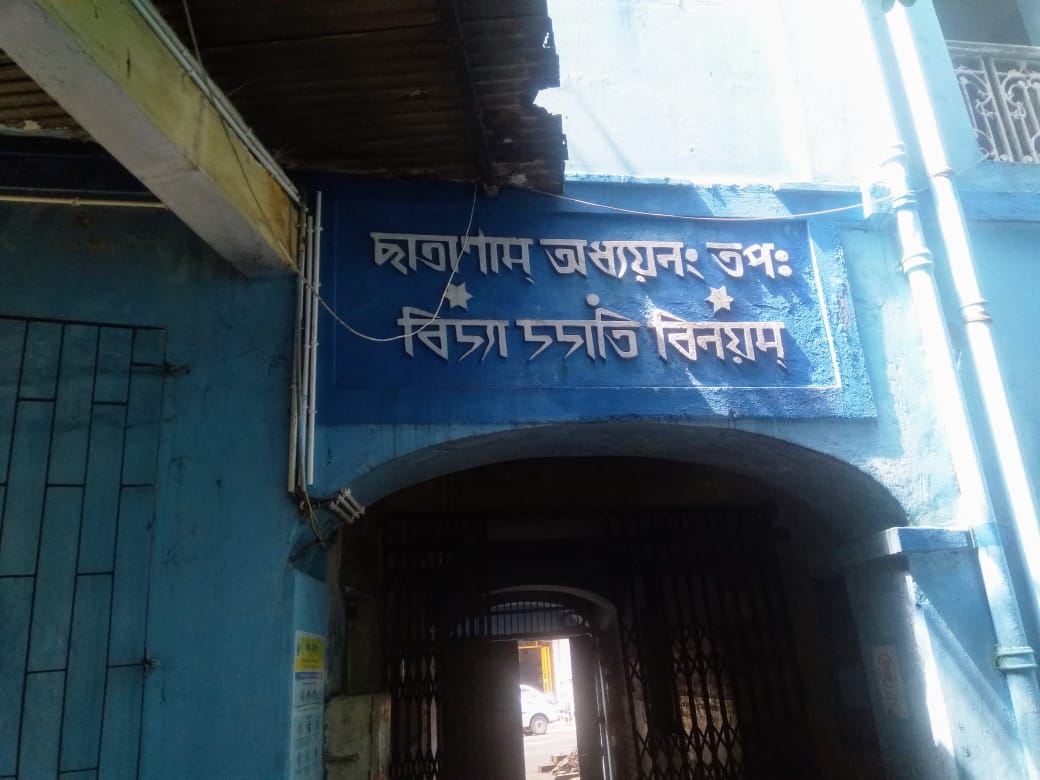 ছাত্রাণাম্ অধ্যয়নং তপঃ
বিদ্যা দদাতি বিনয়ম্